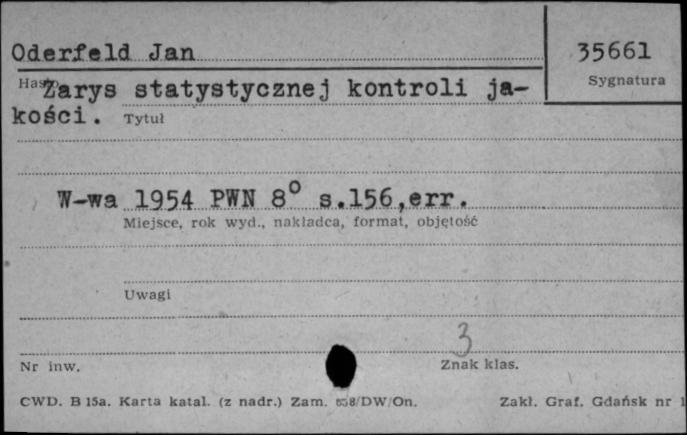 Oderfeld Jan
35661
Hasło
Sygnatura
Zarys statystycznej kontroli ja-
kości.
Tytuł
W-wa 1954 PWN 8° s.156,err.
Miejsce, rok wyd., nakładca, format, objętość
Uwagi
3
Nr inw.
Znak klas.
CWD. B 15a. Karta katal. (z nadr.) Zam. DW/On.
Zakł. Graf. Gdańsk nr 1